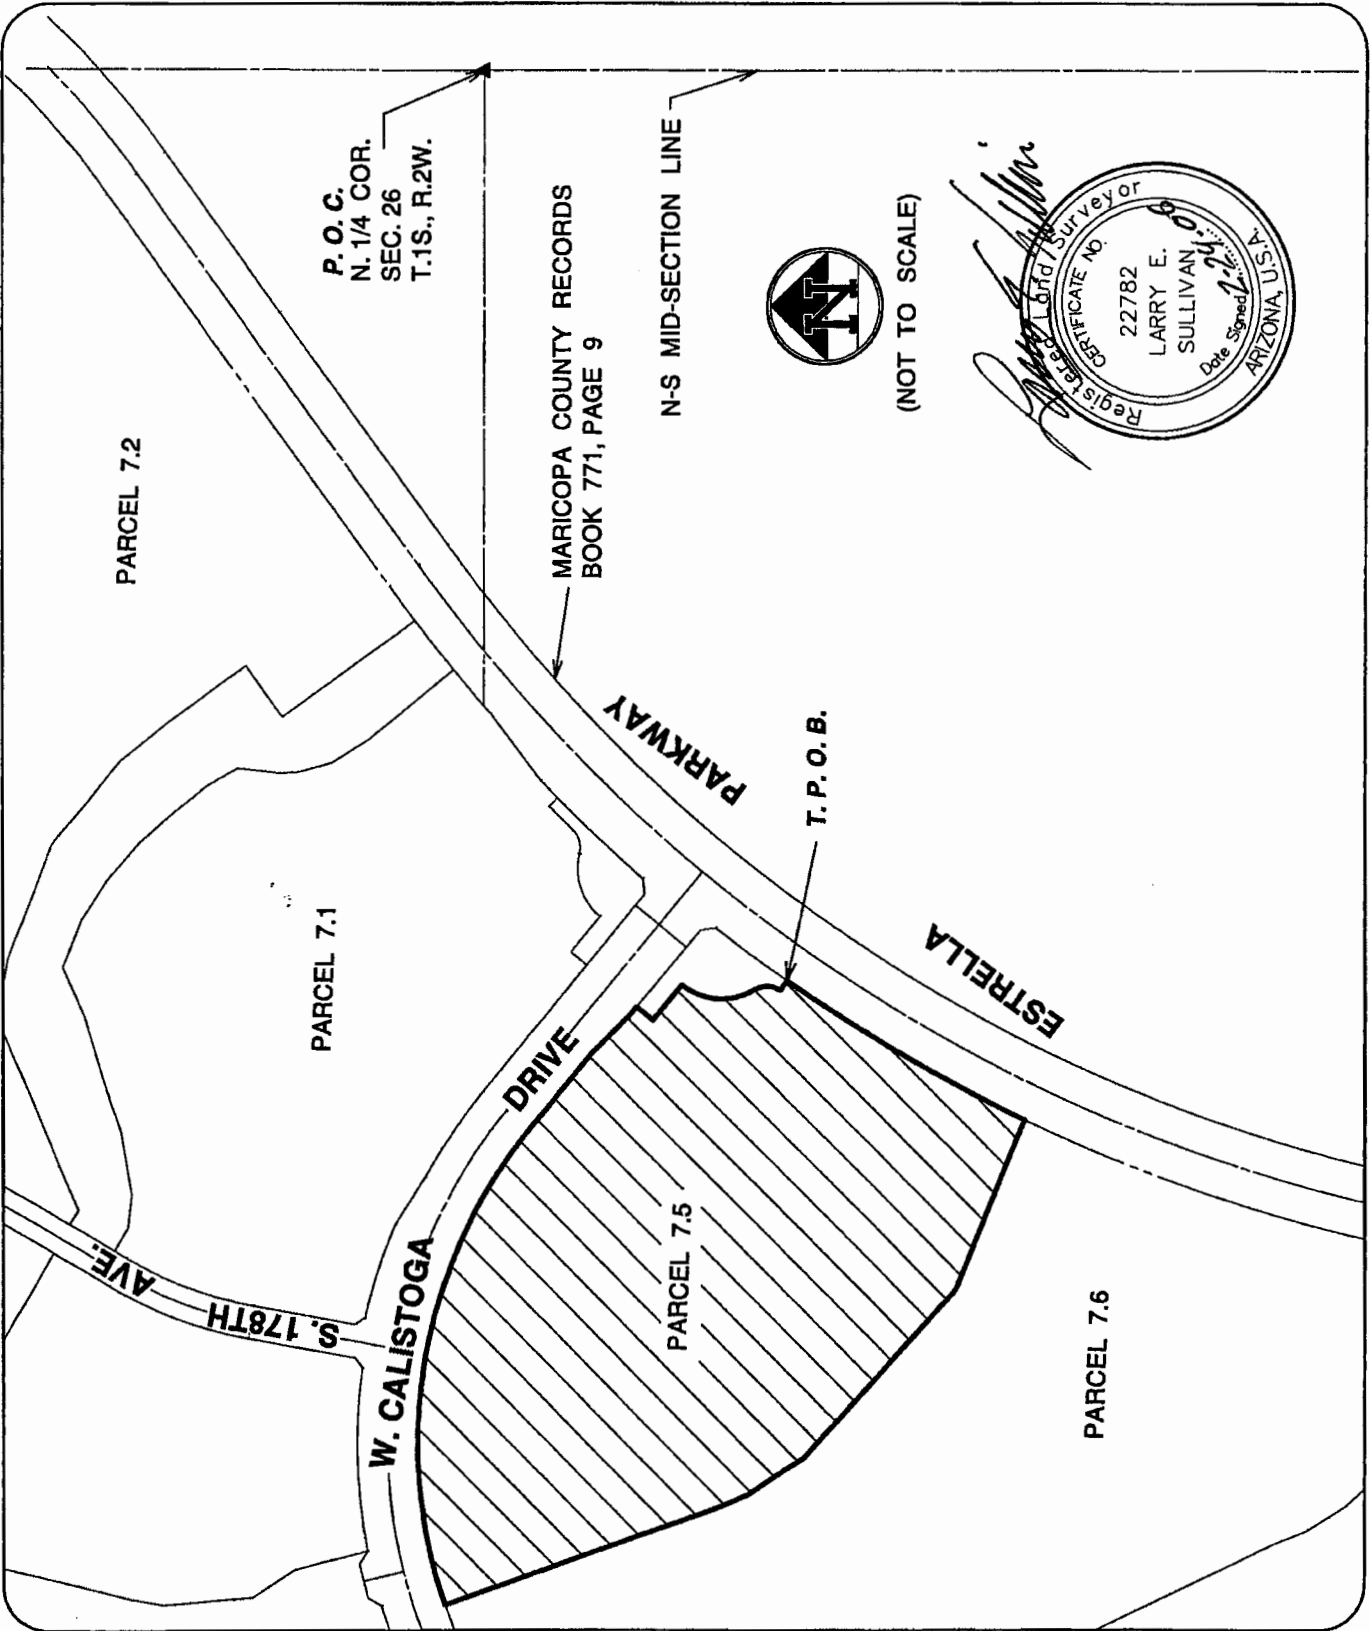 P. O. C.
N. 1/4 COR.
SEC. 26
T.1S., R.2W.
MARICOPA COUNTY RECORDS
BOOK 771, PAGE 9
N-S MID-SECTION LINE
N
(NOT TO SCALE)
Registered Land Surveyor
CERTIFICATE NO.
22782
LARRY E.
SULLIVAN
Date Signed
ARIZONA, U.S.A.
PARCEL 7.2
PARCEL 7.1
PARKWAY
T. P. O. B.
ESTRELLA
DRIVE
W. CALISTOGA
S. 178TH
AVE.
PARCEL 7.5
PARCEL 7.6